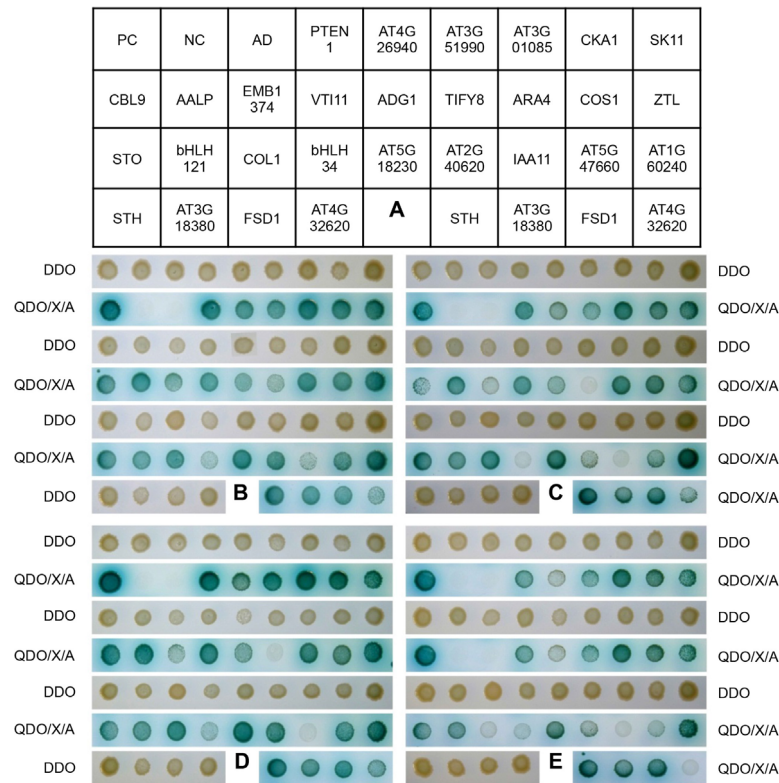 PC NC AD PTEN AT4G AT3G AT3G CKA1 SK11
1 26940 51990 01085
CBL9 AALP EMB1 VTI11 ADG1 TIFY8 ARA4 COS1 ZTL
374
STO bHLH COL1 bHLH AT5G AT2G IAA11 AT5G AT1G
121 34 18230 40620 47660 60240
STH AT3G FSD1 AT4G A STH AT3G FSD1 AT4G
18380 32620 18380 32620
DDO DDO
QDO/X/A QDO/X/A
DDO DDO
QDO/X/A QDO/X/A
DDO DDO
QDO/X/A QDO/X/A
DDO B C QDO/X/A
DDO DDO
QDO/X/A QDO/X/A
DDO DDO
QDO/X/A QDO/X/A
DDO DDO
QDO/X/A QDO/X/A
DDO D E QDO/X/A